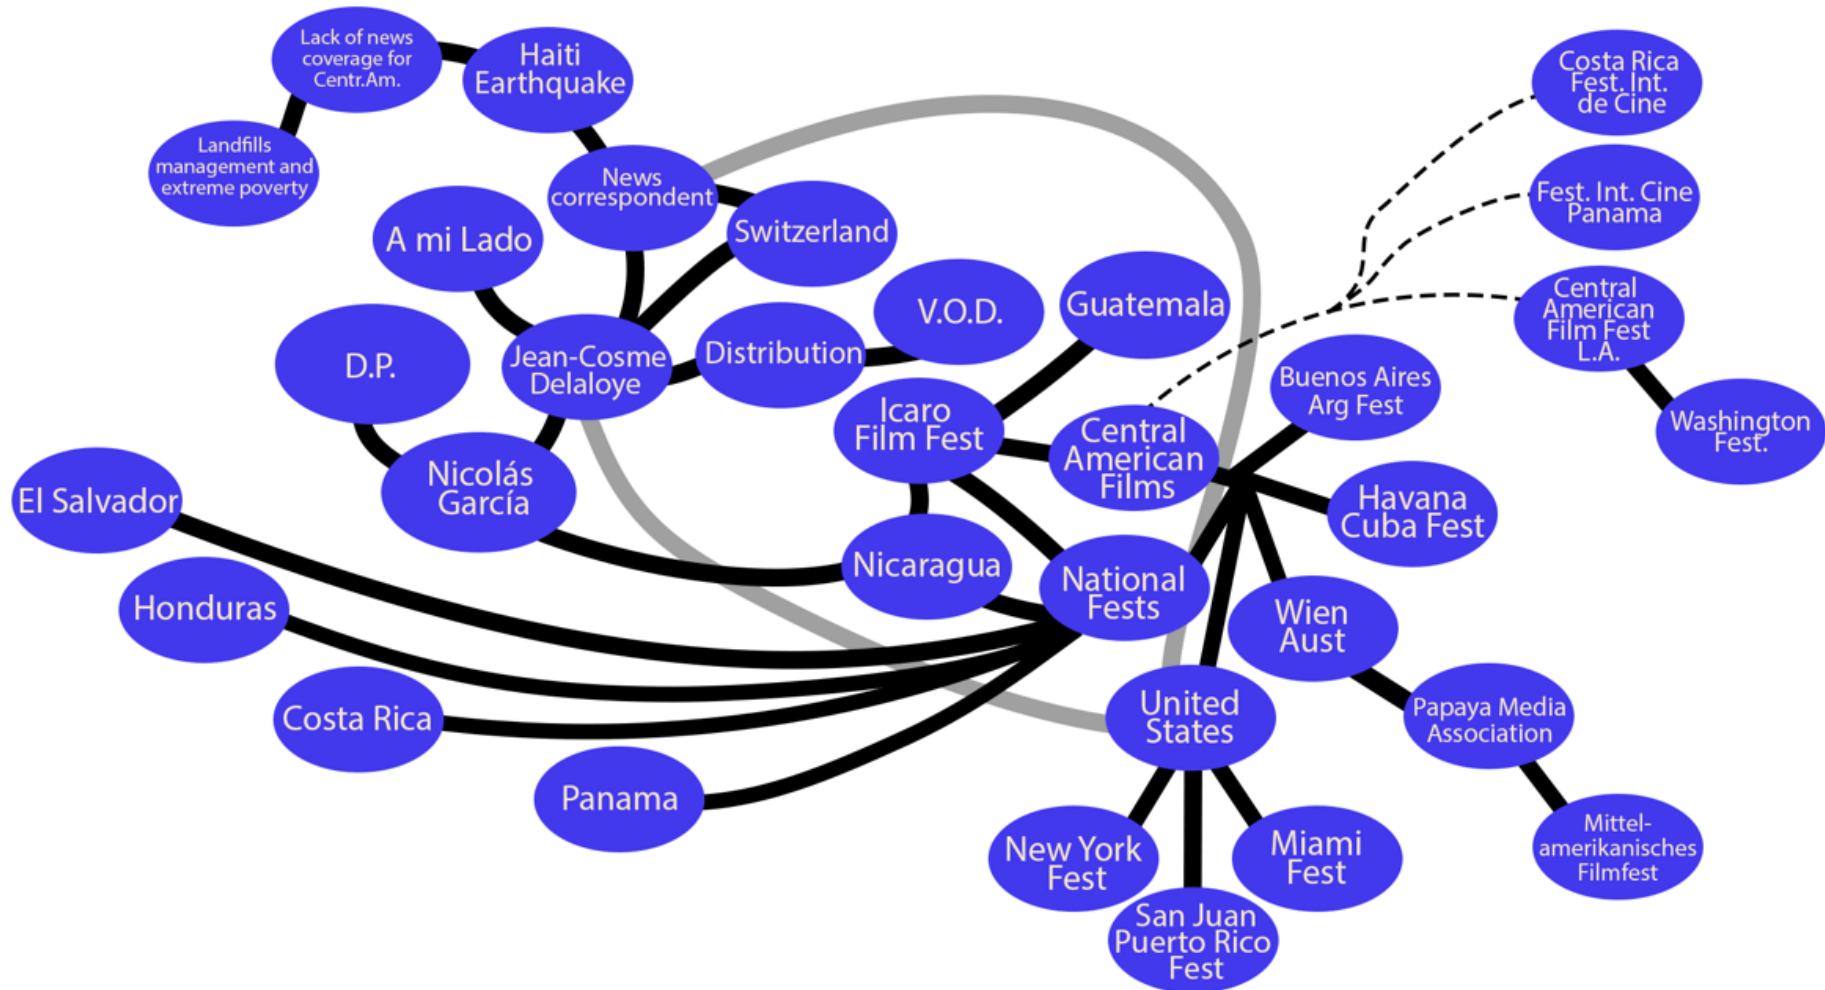 Lack of news
coverage for
Centr.Am.
Haiti
Earthquake
Landfills
management and
extreme poverty
News
correspondent
A mi Lado
Switzerland
D.P.
Jean-Cosme
Delaloye
Distribution
V.O.D.
Guatemala
Costa Rica
Fest. Int.
de Cine
Fest. Int. Cine
Panama
Central
American
Film Fest
L.A.
Washington
Fest.
Buenos Aires
Arg Fest
Icaro
Film Fest
Central
American
Films
Havana
Cuba Fest
Nicolás
García
El Salvador
Nicaragua
National
Fests
Honduras
Wien
Aust
Costa Rica
United
States
Papaya Media
Association
Panama
New York
Fest
Miami
Fest
San Juan
Puerto Rico
Fest
Mittel-
amerikanisches
Filmfest